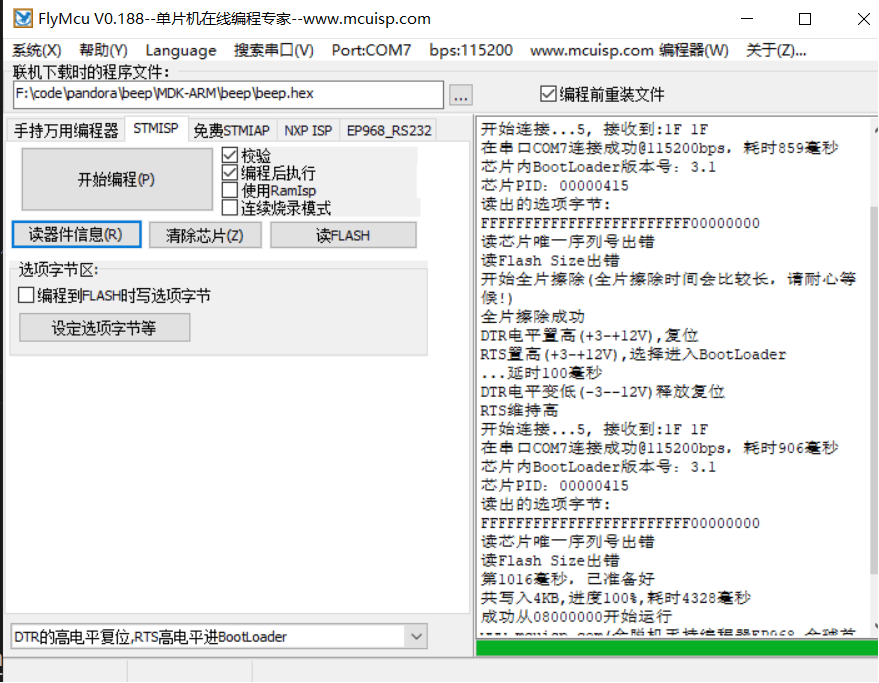 FlyMcu V0.188--单片机在线编程专家--www.mcuisp.com
系统(X) 帮助(Y) Language 搜索串口(V) Port:COM7 bps:115200 www.mcuisp.com 编程器(W) 关于(Z)...
联机下载时的程序文件：
F:\code\pandora\beep\MDK-ARM\beep\beep.hex
...
编程前重装文件
手持万用编程器 STMISP 免费STMIAP NXP ISP EP968_RS232
开始编程(P)
校验
编程后执行
使用RamIsp
连续烧录模式
读器件信息(R) 清除芯片(Z) 读FLASH
选项字节区:
编程到FLASH时写选项字节
设定选项字节等
DTR的高电平复位,RTS高电平进BootLoader
开始连接...5, 接收到:1F 1F
在串口COM7连接成功@115200bps，耗时859毫秒
芯片内BootLoader版本号：3.1
芯片PID：00000415
读出的选项字节：
FFFFFFFFFFFFFFFFFFFFFFFF00000000
读芯片唯一序列号出错
读Flash Size出错
开始全片擦除(全片擦除时间会比较长，请耐心等
候!)
全片擦除成功
DTR电平置高(+3-+12V),复位
RTS置高(+3-+12V),选择进入BootLoader
...延时100毫秒
DTR电平变低(-3--12V)释放复位
RTS维持高
开始连接...5, 接收到:1F 1F
在串口COM7连接成功@115200bps，耗时906毫秒
芯片内BootLoader版本号：3.1
芯片PID：00000415
读出的选项字节：
FFFFFFFFFFFFFFFFFFFFFFFF00000000
读芯片唯一序列号出错
读Flash Size出错
第1016毫秒，已准备好
共写入4KB,进度100%,耗时4328毫秒
成功从08000000开始运行
www.mcuisp.com(全脱机手持编程器EP968,全球首